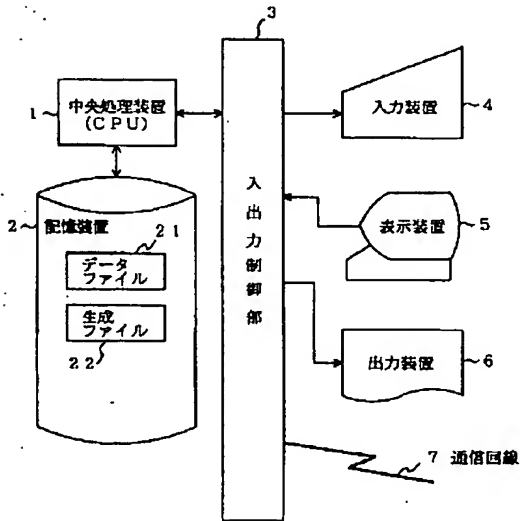 3
1
中央処理装置
(CPU)
入力装置
4
2
記憶装置
21
データ
ファイル
生成
ファイル
22
入出力制御部
表示装置
5
出力装置
6
7 通信回線